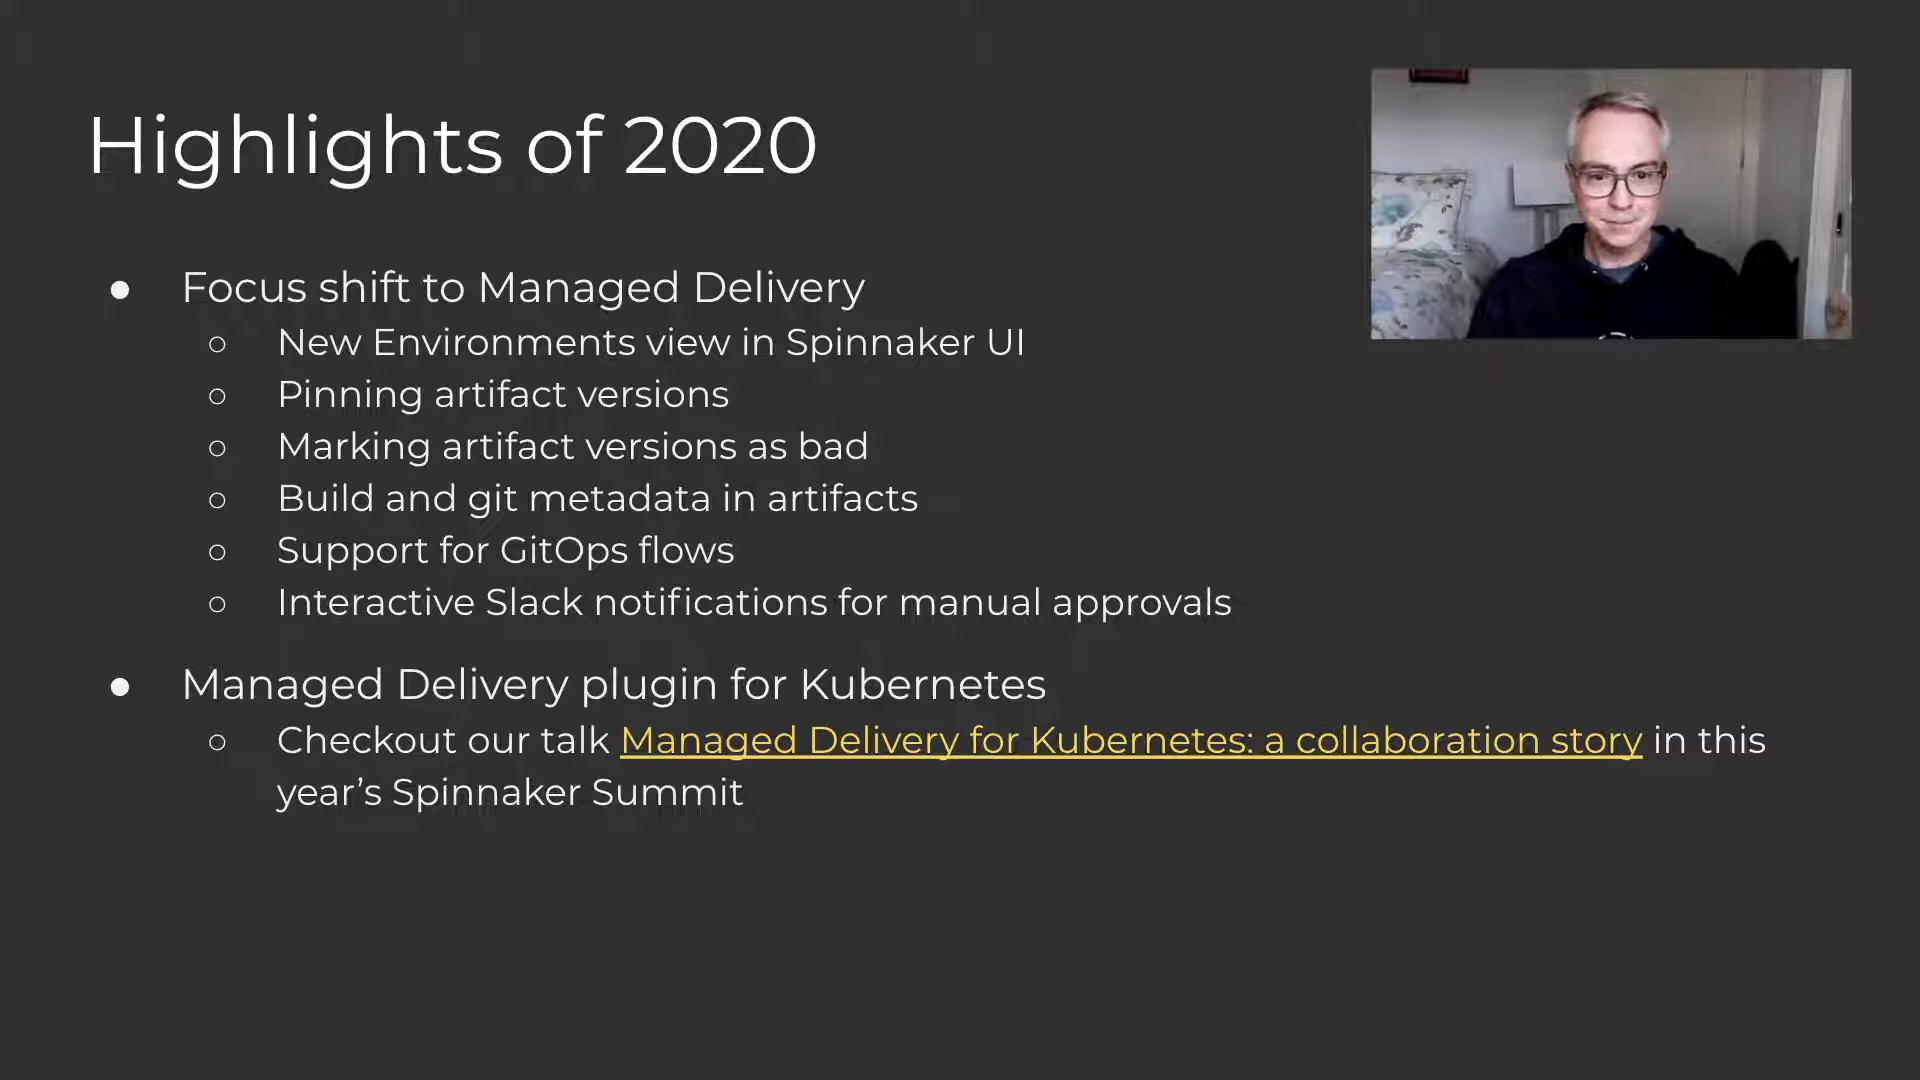 Highlights of 2020
● Focus shift to Managed Delivery
○ New Environments view in Spinnaker UI
○ Pinning artifact versions
○ Marking artifact versions as bad
○ Build and git metadata in artifacts
○ Support for GitOps flows
○ Interactive Slack notifications for manual approvals
● Managed Delivery plugin for Kubernetes
○ Checkout our talk Managed Delivery for Kubernetes: a collaboration story in this
year’s Spinnaker Summit